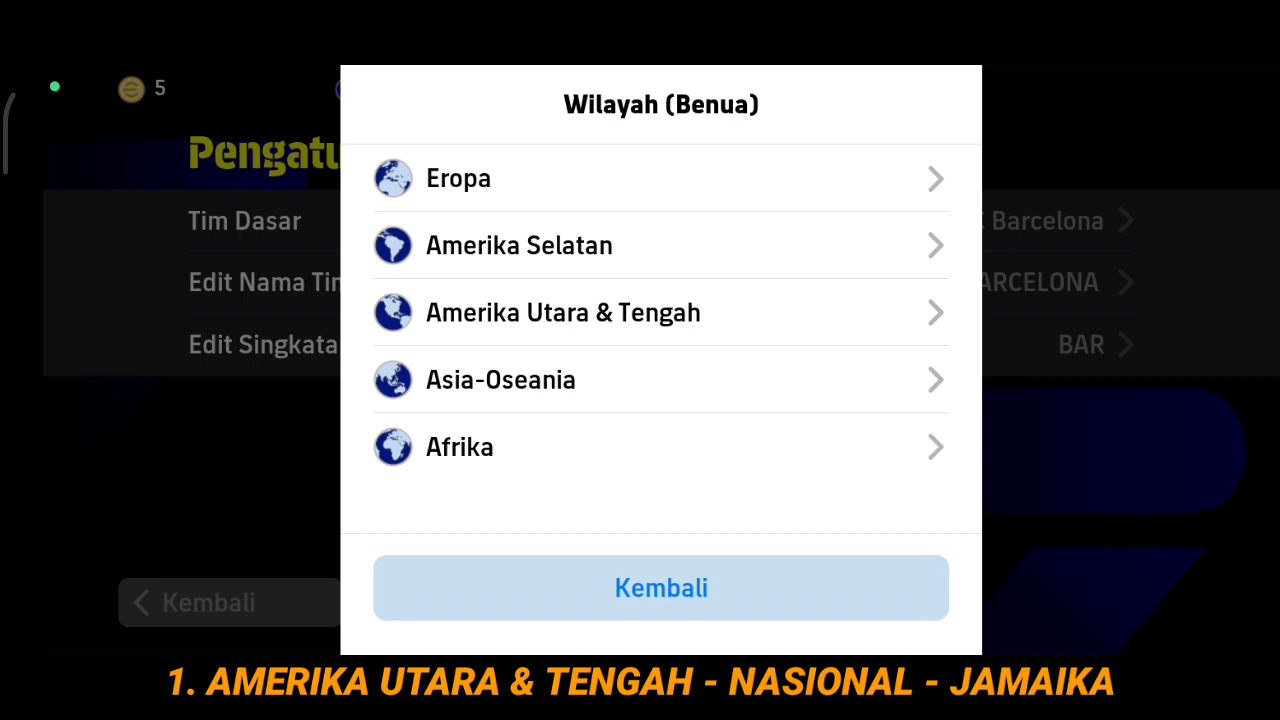 5
Wilayah (Benua)
Pengatu
Eropa
Tim Dasar
Barcelona
Amerika Selatan
Edit Nama Tim
ARCELONA
Amerika Utara & Tengah
Edit Singkata
BAR
Asia-Oseania
Afrika
Kembali
Kembali
1. AMERIKA UTARA & TENGAH - NASIONAL - JAMAIKA